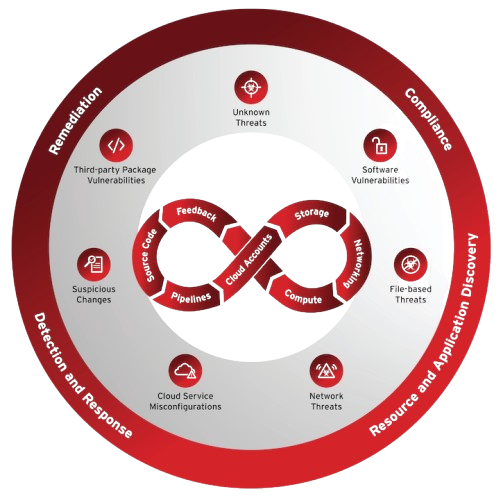 Remediation
Compliance
Unknown
Threats
Third-party Package
Vulnerabilities
Software
Vulnerabilities
Feedback
Storage
Source Code
Cloud Accounts
Networking
Pipelines
Compute
Suspicious
Changes
File-based
Threats
Cloud Service
Misconfigurations
Network
Threats
Detection and Response
Resource and Application Discovery